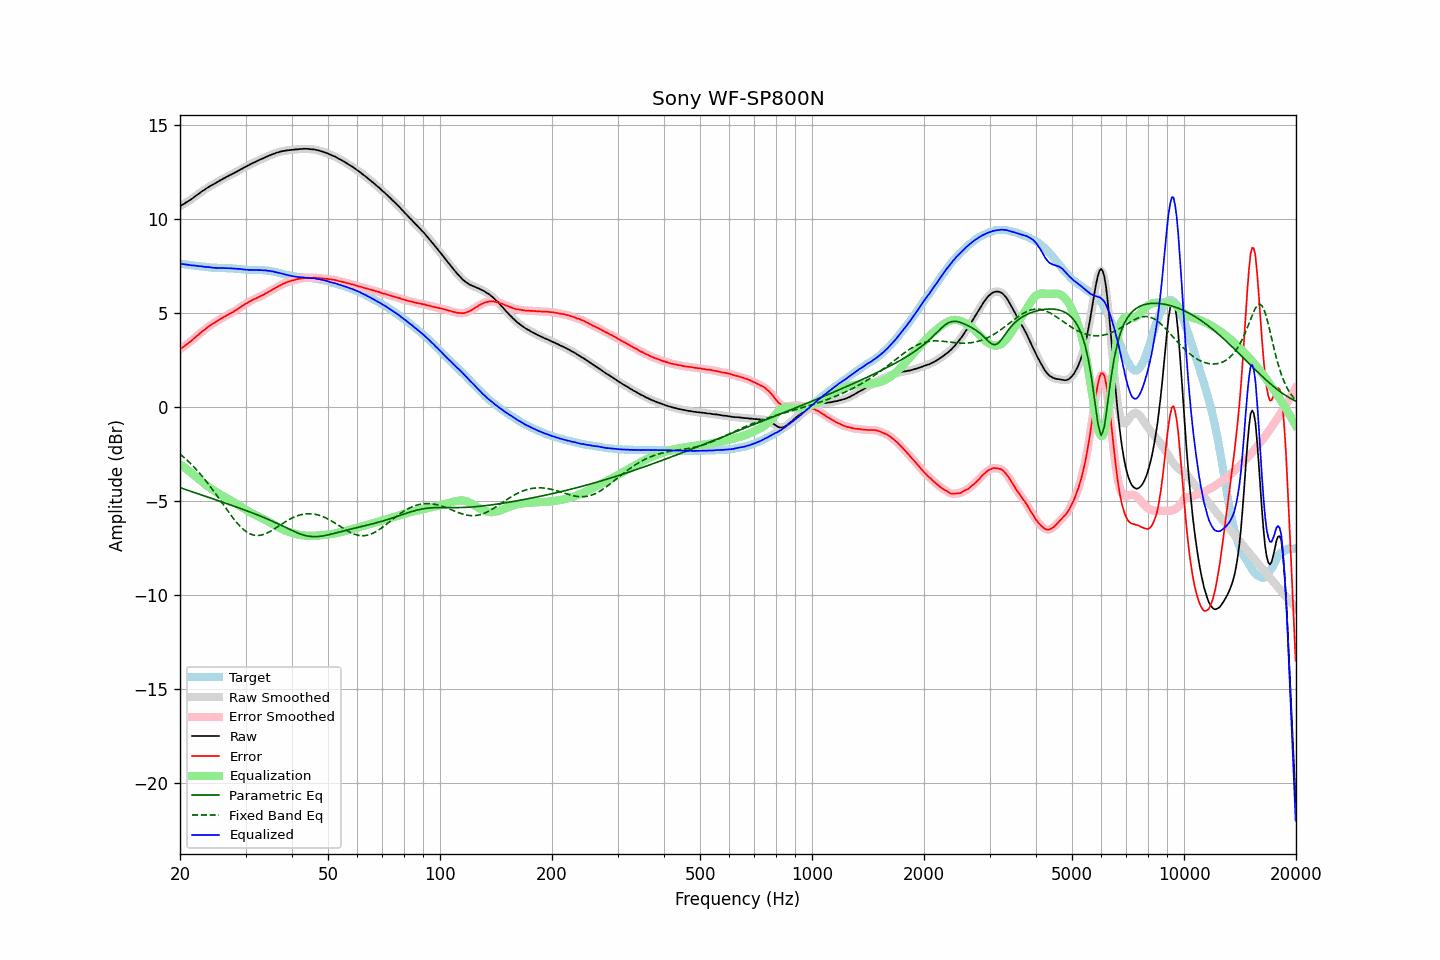 Sony WF-SP800N
15
10
5
0
−5
−10
−15
−20
Amplitude (dBr)
Target
Raw Smoothed
Error Smoothed
Raw
Error
Equalization
Parametric Eq
Fixed Band Eq
Equalized
20 50 100 200 500 1000 2000 5000 10000 20000
Frequency (Hz)